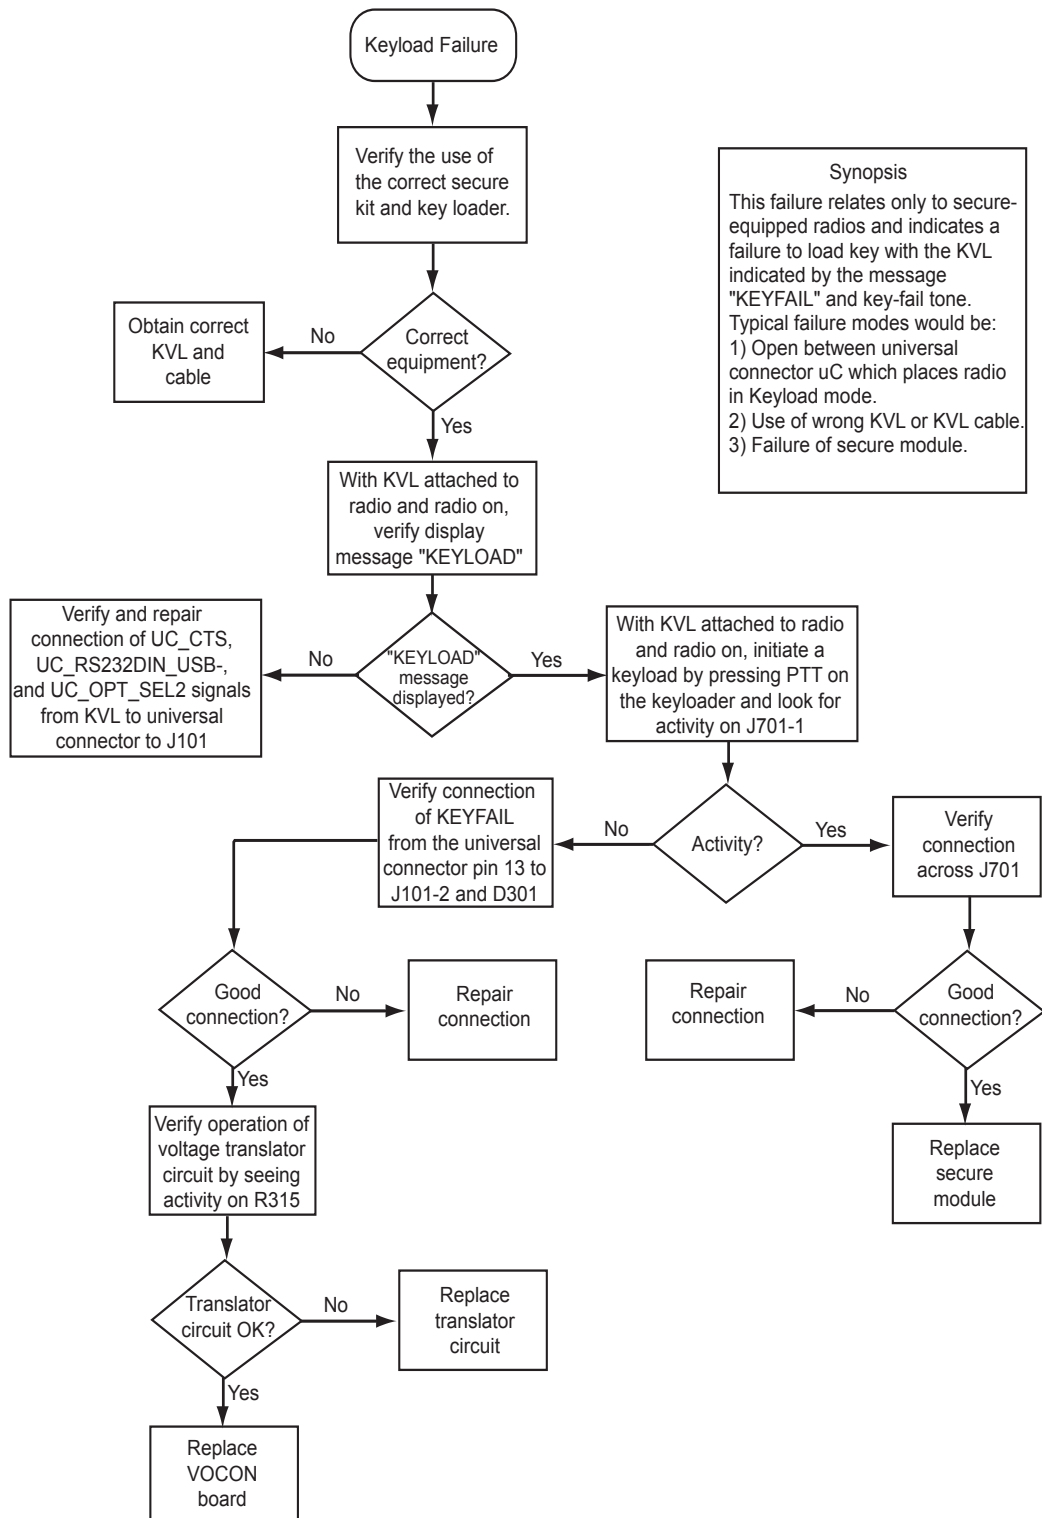 Keyload Failure
Verify the use of
the correct secure
kit and key loader.
Synopsis
This failure relates only to secure-
equipped radios and indicates a
failure to load key with the KVL
indicated by the message
"KEYFAIL" and key-fail tone.
Typical failure modes would be:
1) Open between universal
connector uC which places radio
in Keyload mode.
2) Use of wrong KVL or KVL cable.
3) Failure of secure module.
Correct
equipment?
No
Obtain correct
KVL and
cable
Yes
With KVL attached to
radio and radio on,
verify display
message "KEYLOAD"
"KEYLOAD"
message
displayed?
No
Verify and repair
connection of UC_CTS,
UC_RS232DIN_USB-,
and UC_OPT_SEL2 signals
from KVL to universal
connector to J101
Yes
With KVL attached to radio
and radio on, initiate a
keyload by pressing PTT on
the keyloader and look for
activity on J701-1
Activity?
No
Verify connection
of KEYFAIL
from the universal
connector pin 13 to
J101-2 and D301
Yes
Verify
connection
across J701
Good
connection?
No
Repair
connection
Good
connection?
No
Repair
connection
Yes
Verify operation of
voltage translator
circuit by seeing
activity on R315
Yes
Replace
secure
module
Translator
circuit OK?
No
Replace
translator
circuit
Yes
Replace
VOCON
board